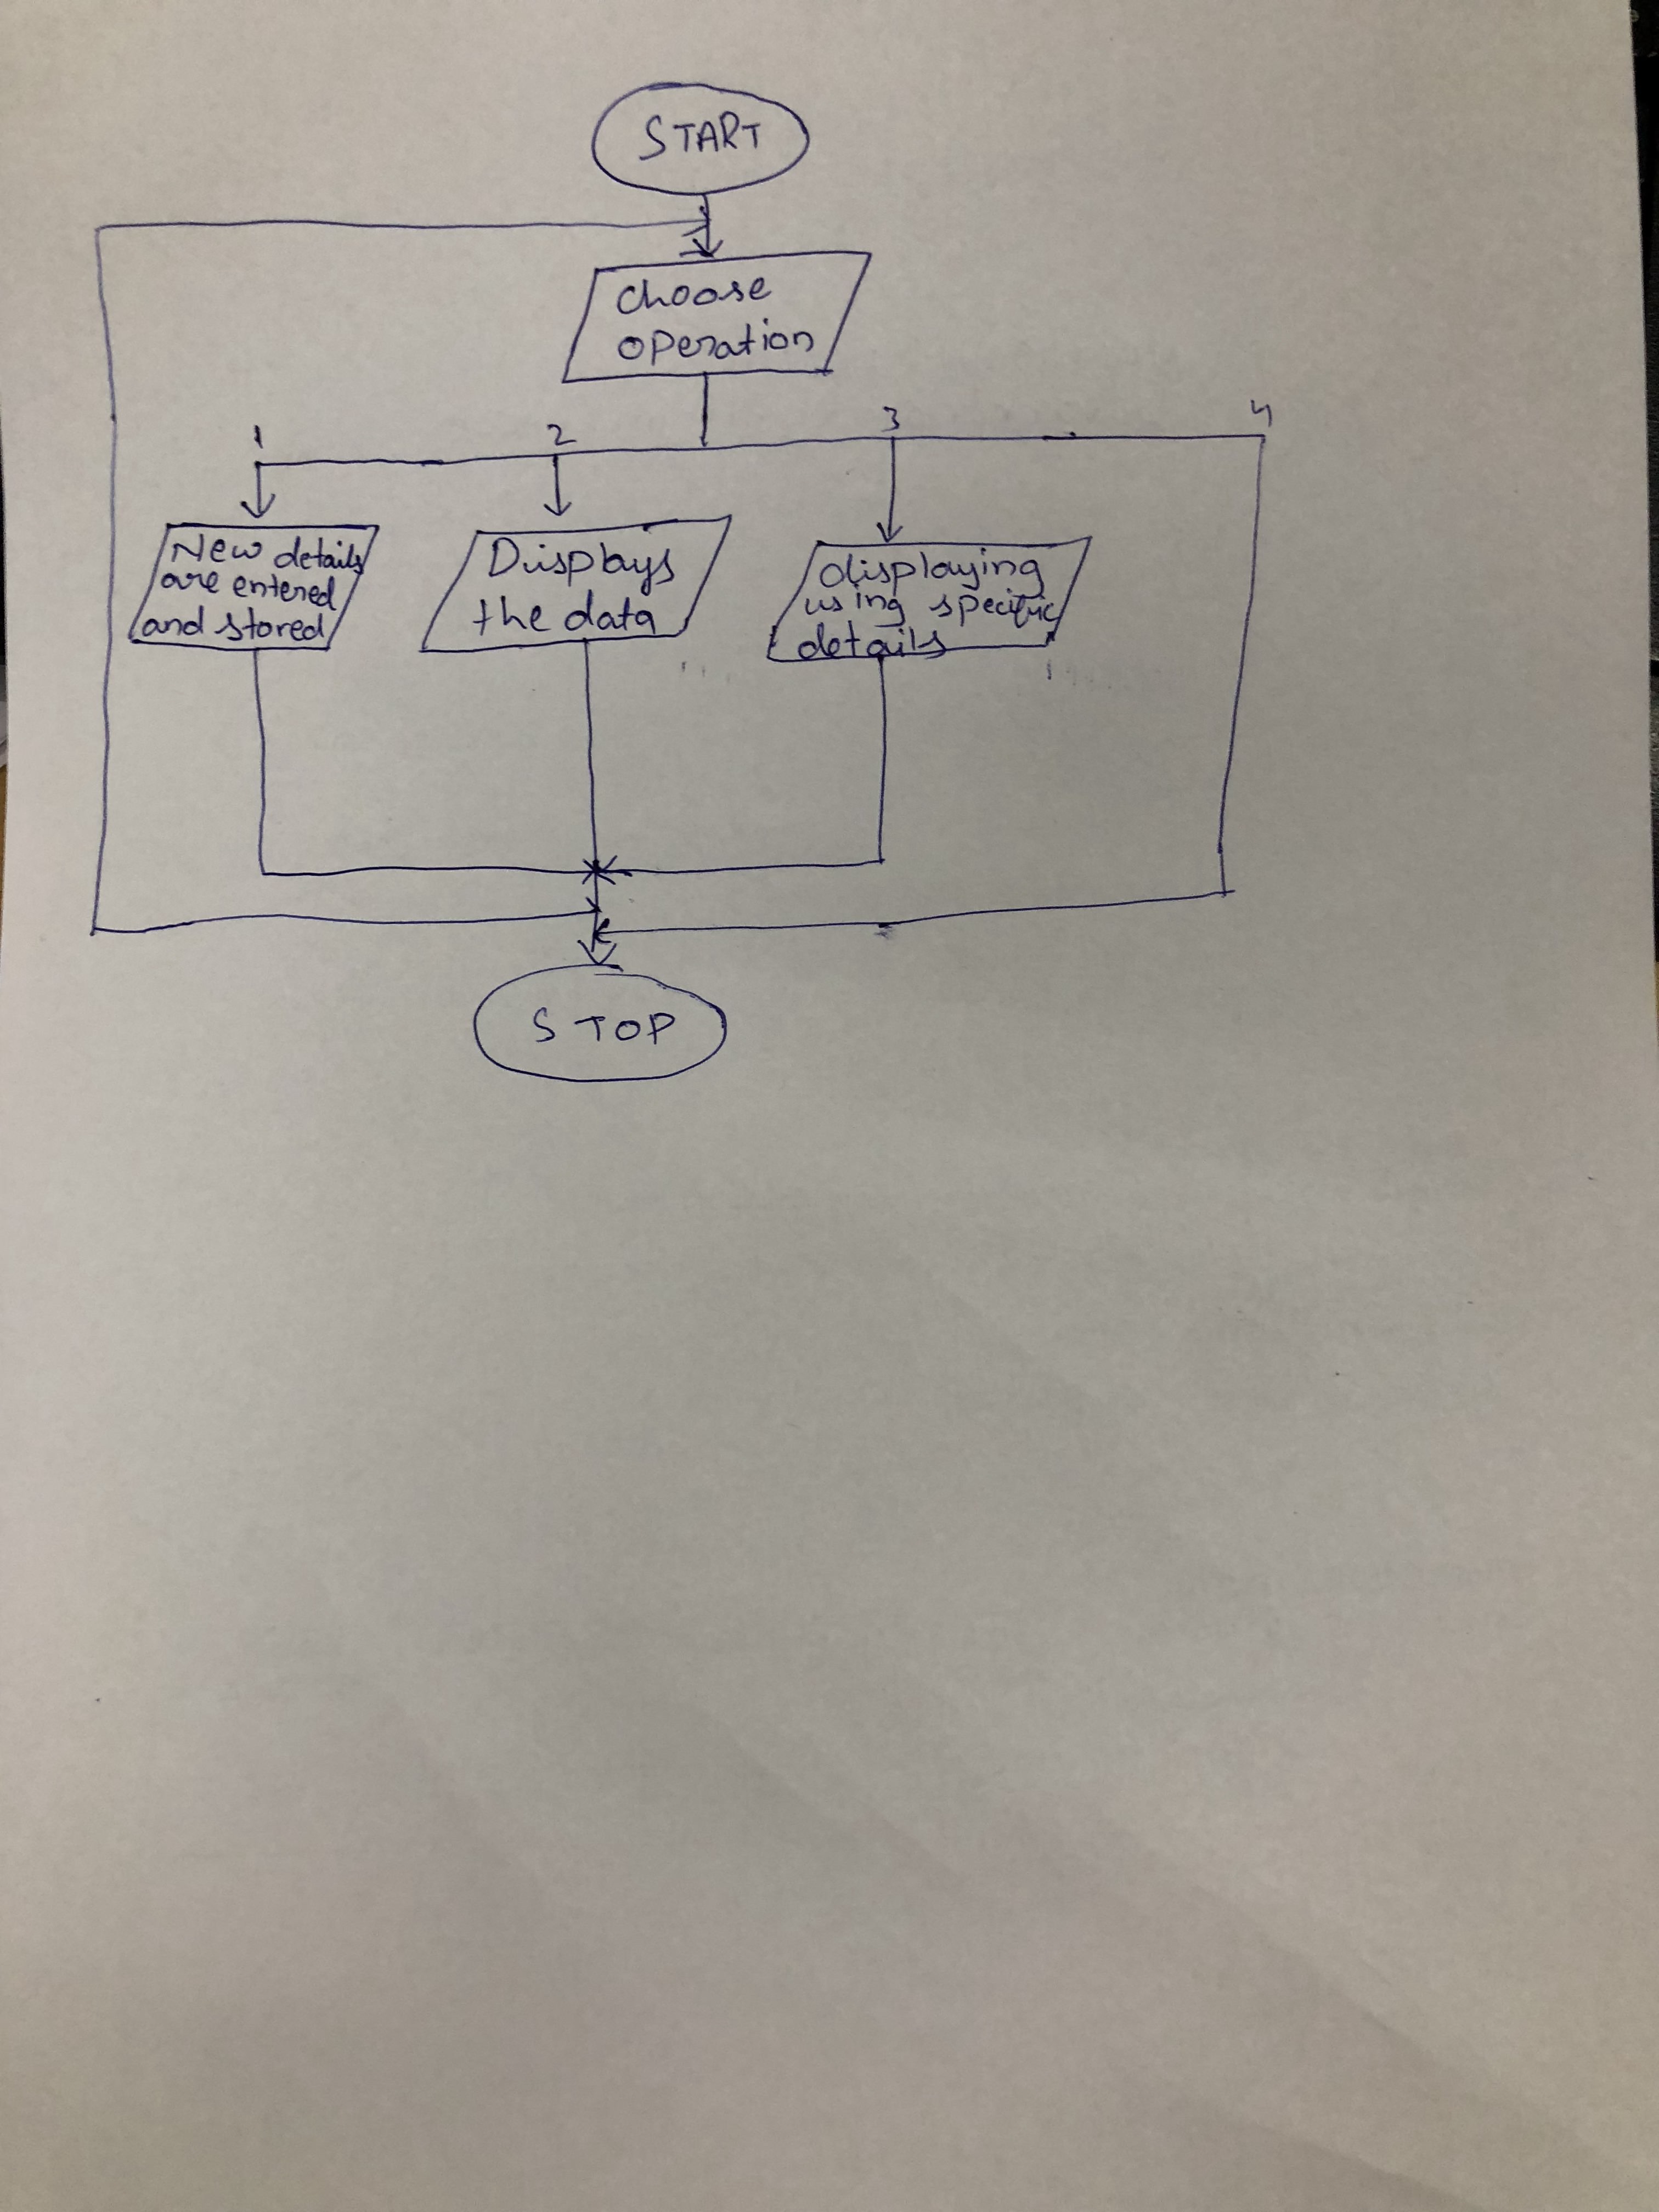 START
choose
operation
1
2
3
4
New details
are entered
and stored
Displays
the data
displaying
using specific
details
STOP